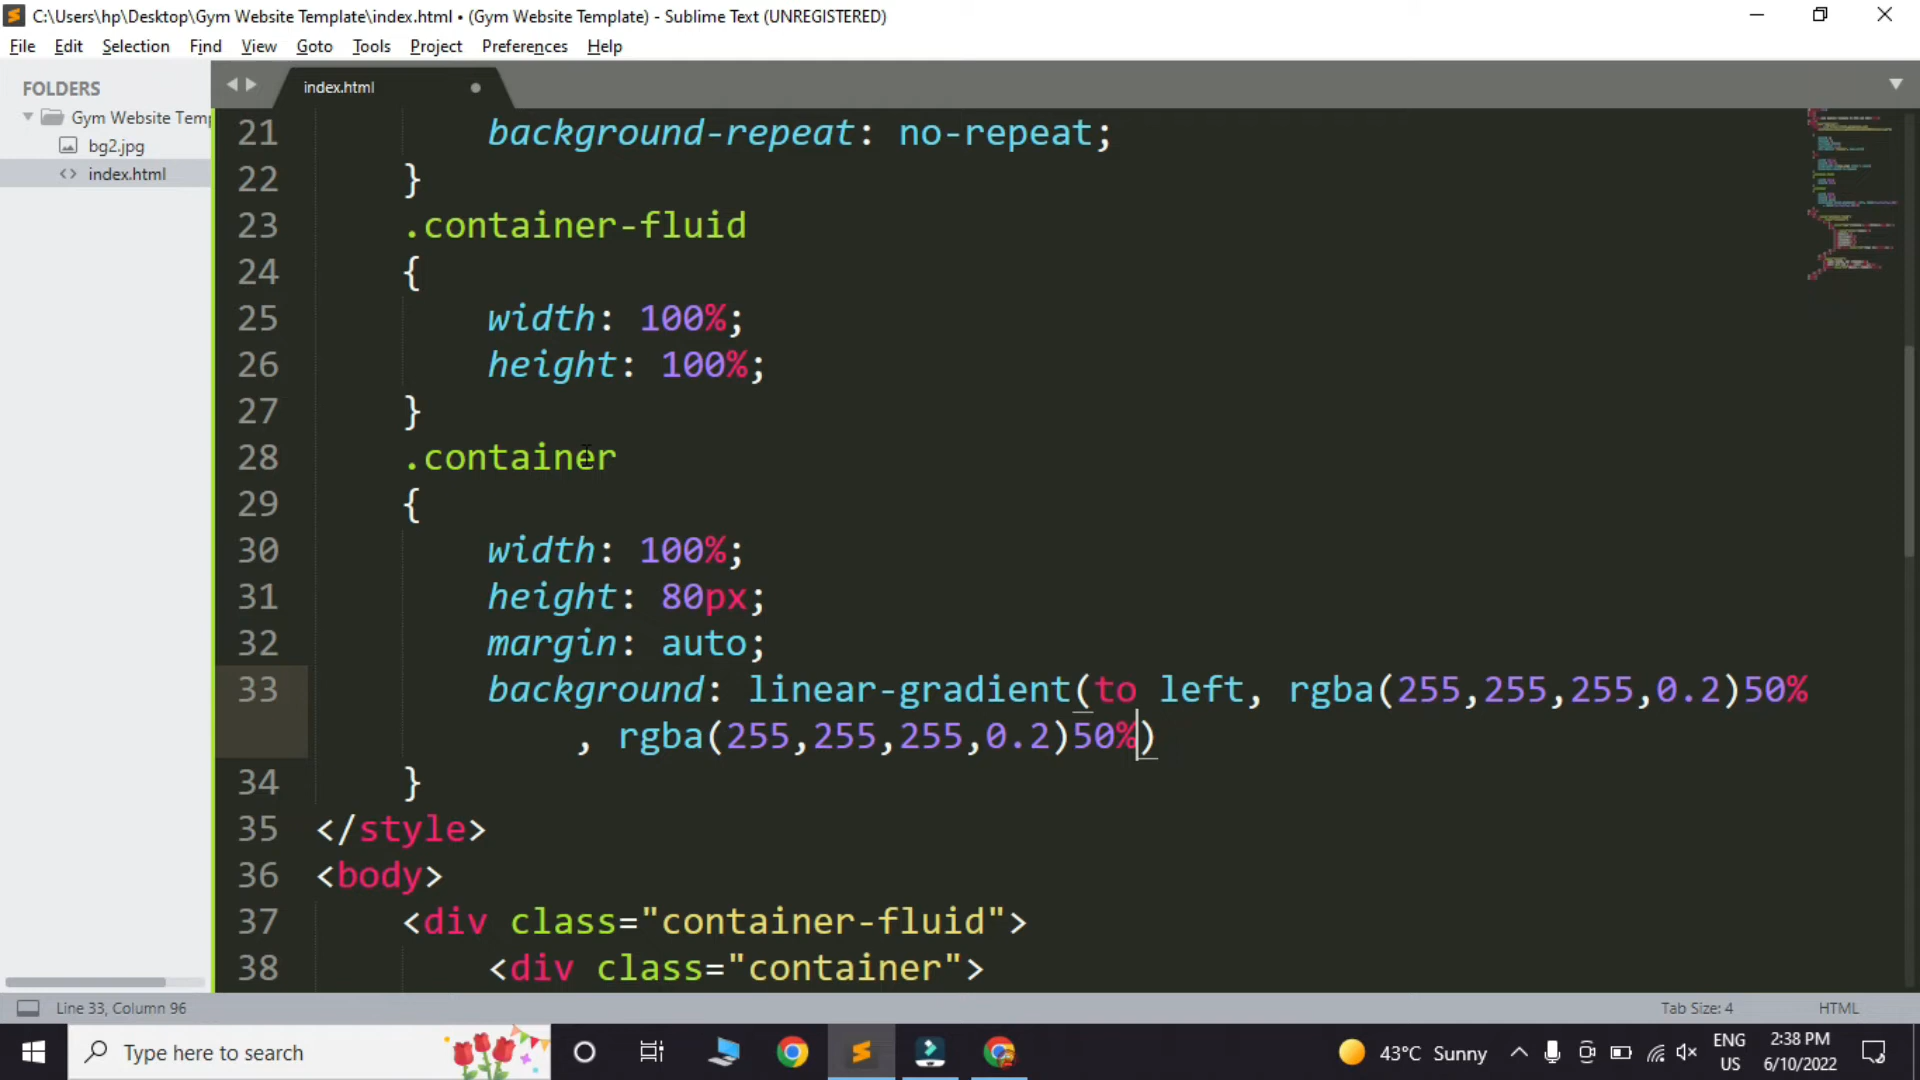 C:\Users\hp\Desktop\Gym Website Template\index.html • (Gym Website Template) - Sublime Text (UNREGISTERED)
File Edit Selection Find View Goto Tools Project Preferences Help
FOLDERS
Gym Website Temp
bg2.jpg
index.html
index.html
21 background-repeat: no-repeat;
22 }
23 .container-fluid
24 {
25 width: 100%;
26 height: 100%;
27 }
28 .container
29 {
30 width: 100%;
31 height: 80px;
32 margin: auto;
33 background: linear-gradient(to left, rgba(255,255,255,0.2)50%
, rgba(255,255,255,0.2)50%)
34 }
35 </style>
36 <body>
37 <div class="container-fluid">
38 <div class="container">
Line 33, Column 96 Tab Size: 4 HTML
Type here to search
43°C Sunny
ENG
US
2:38 PM
6/10/2022